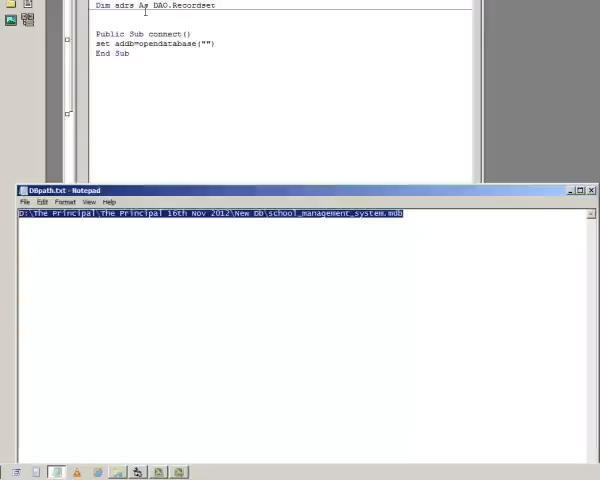 Dim adrs As DAO.Recordset
Public Sub connect()
set addb=opendatabase("")
End Sub
DBpath.txt - Notepad
File Edit Format View Help
D:\The Principal\The Principal 16th Nov 2012\New Db\school_management_system.mdb